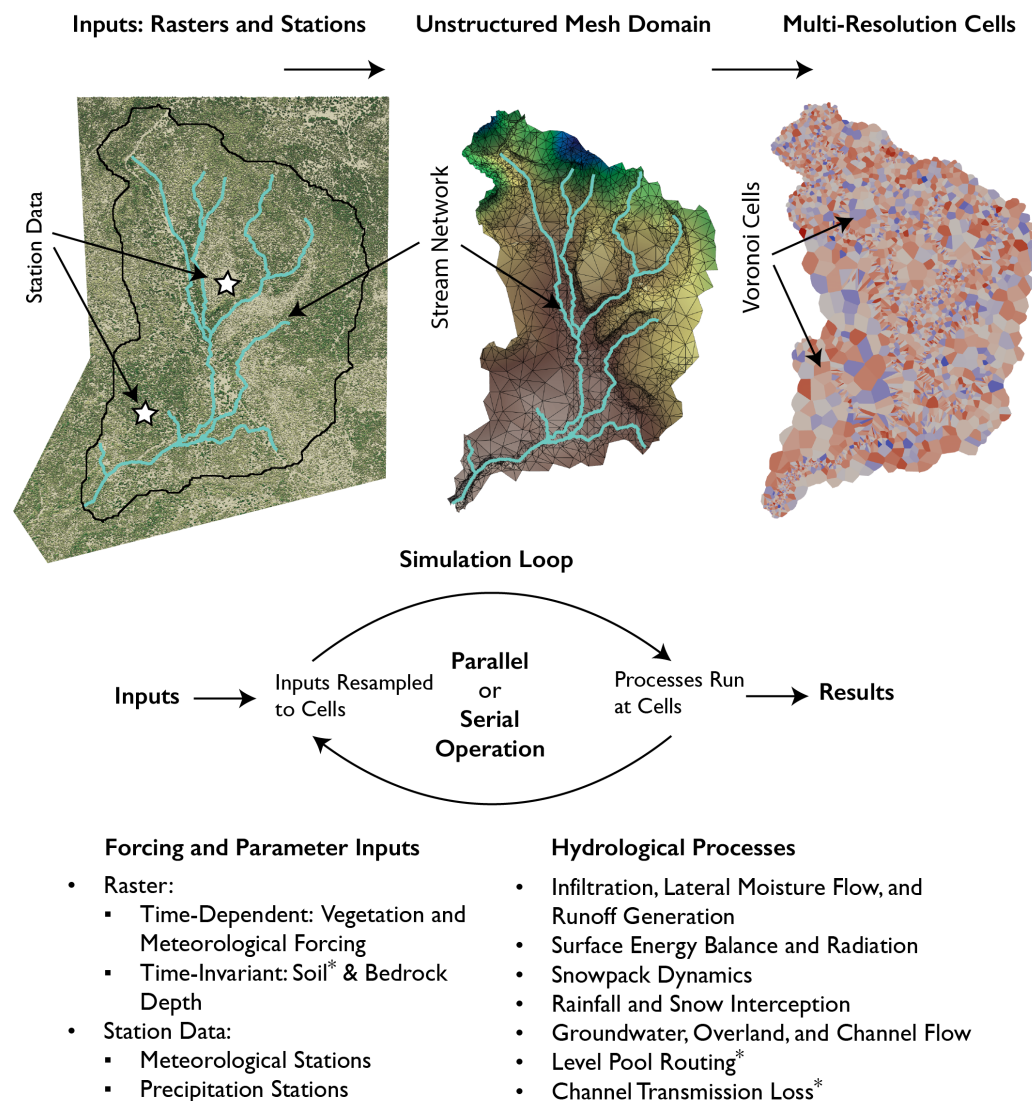 Inputs: Rasters and Stations
Unstructured Mesh Domain
Multi-Resolution Cells
Station Data
Stream Network
Voronoi Cells
Simulation Loop
Inputs
Inputs Resampled
to Cells
Parallel
or
Serial
Operation
Processes Run
at Cells
Results
Forcing and Parameter Inputs
• Raster:
▪ Time-Dependent: Vegetation and
Meteorological Forcing
▪ Time-Invariant: Soil* & Bedrock
Depth
• Station Data:
▪ Meteorological Stations
▪ Precipitation Stations
Hydrological Processes
• Infiltration, Lateral Moisture Flow, and
Runoff Generation
• Surface Energy Balance and Radiation
• Snowpack Dynamics
• Rainfall and Snow Interception
• Groundwater, Overland, and Channel Flow
• Level Pool Routing*
• Channel Transmission Loss*